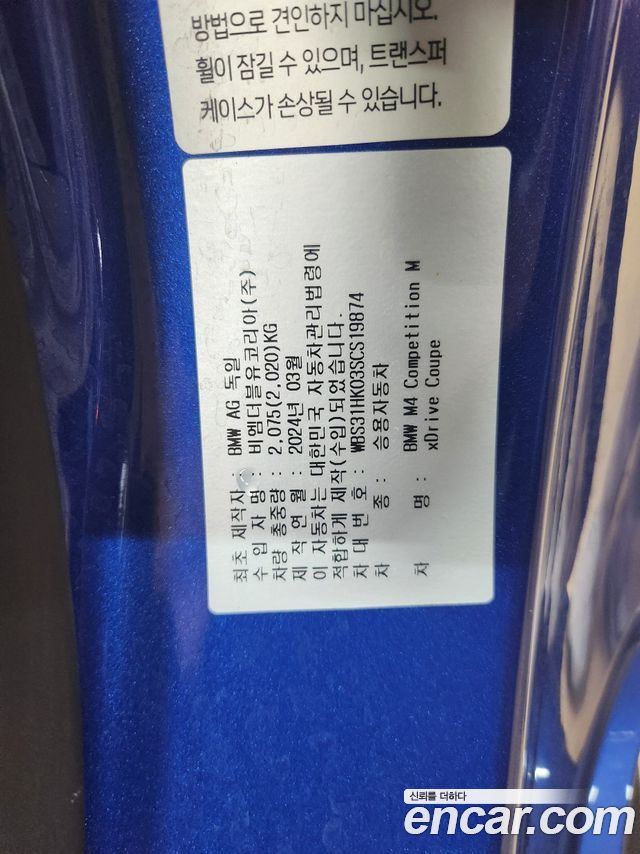 방법으로 견인하지 마십시오.
휠이 잠길 수 있으며, 트랜스퍼
케이스가 손상될 수 있습니다.
최초 제작자 : BMW AG 독일
수 입 자 명 : 비엠더블유코리아(주)
차량 총중량 : 2,075(2,020)KG
제 작 연 월 : 2024년 03월
이 자동차는 대한민국 자동차관리법령에
적합하게 제작(수입)되었습니다.
차 대 번 호 : WBS31HK03SCS19874
차 종 : 승용자동차
차 명 : BMW M4 Competition M
xDrive Coupe
신뢰를 더하다
encar.com